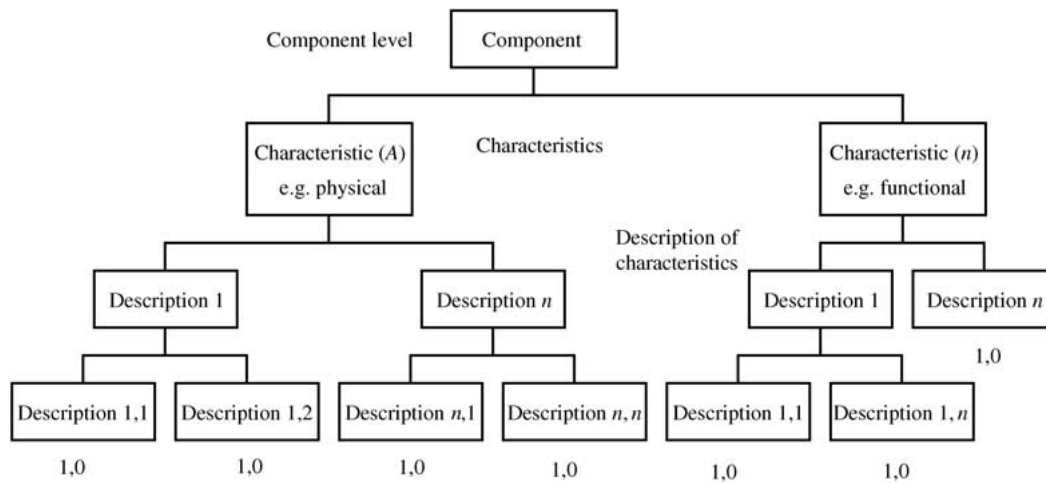 Component level
Component
Characteristic (A)
e.g. physical
Characteristics
Characteristic (n)
e.g. functional
Description of
characteristics
Description 1
Description n
Description 1
Description n
1,0
Description 1,1
Description 1,2
Description n,1
Description n, n
Description 1,1
Description 1, n
1,0
1,0
1,0
1,0
1,0
1,0